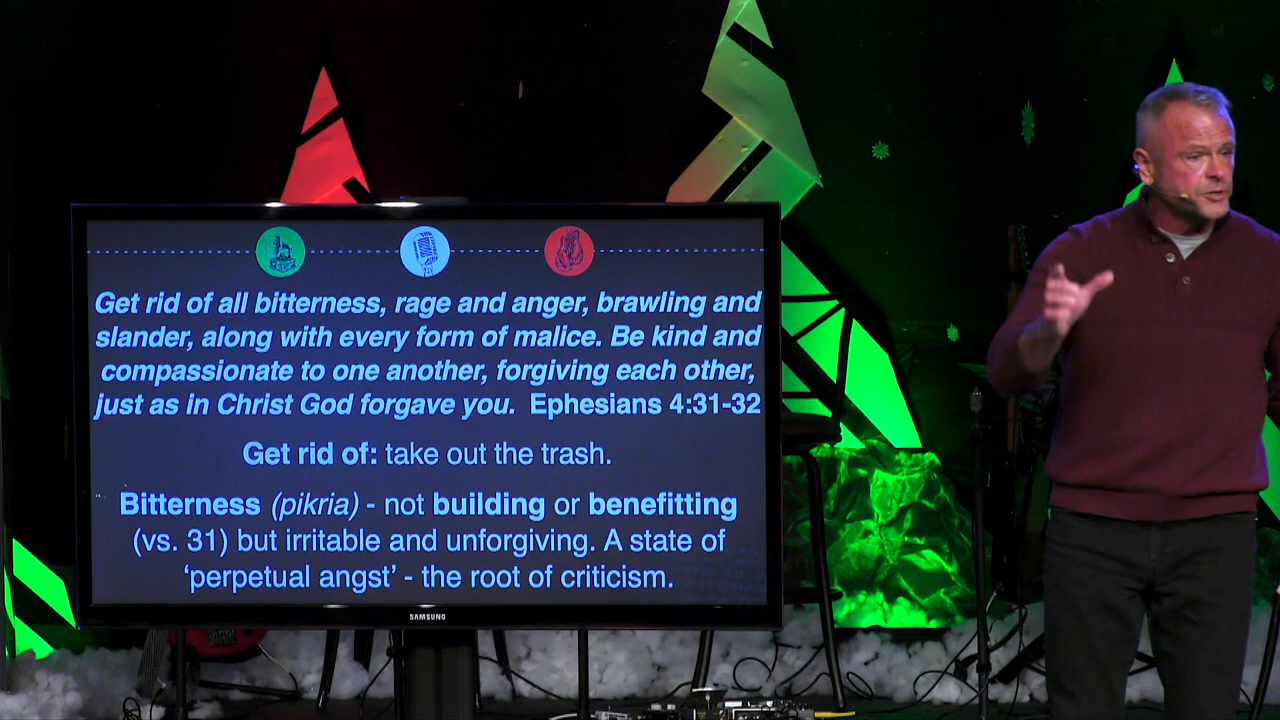 Get rid of all bitterness, rage and anger, brawling and
slander, along with every form of malice. Be kind and
compassionate to one another, forgiving each other,
just as in Christ God forgave you. Ephesians 4:31-32
Get rid of: take out the trash.
Bitterness (pikria) - not building or benefitting
(vs. 31) but irritable and unforgiving. A state of
‘perpetual angst’ - the root of criticism.
SAMSUNG